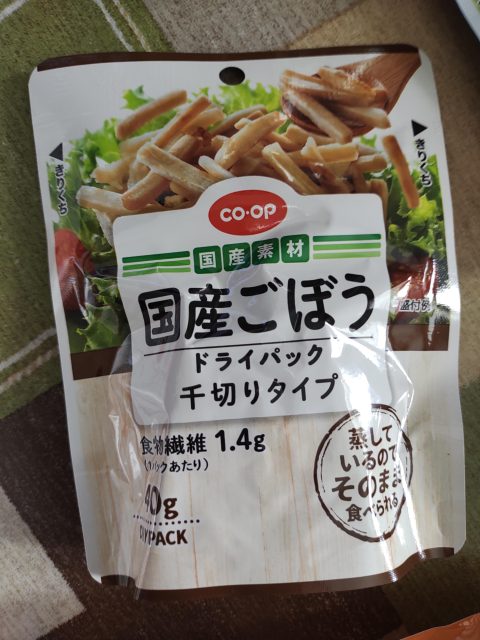 きりくち
きりくち
co·op
国産素材
国産ごぼう
盛付例
ドライパック
千切りタイプ
食物繊維 1.4g
(1パックあたり)
40g
DRY PACK
蒸して
いるので
そのまま
食べられる